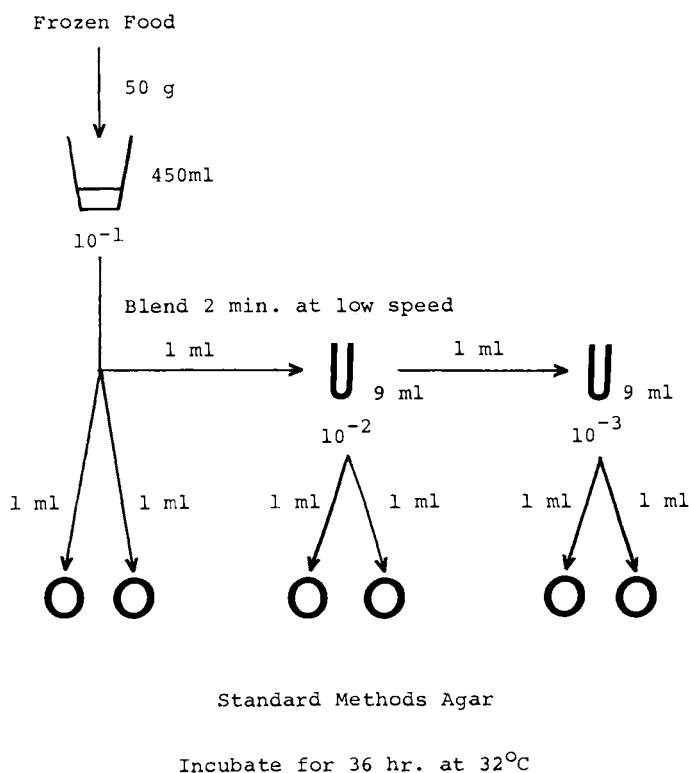 Frozen Food
50 g
450ml
10⁻¹
Blend 2 min. at low speed
1 ml
1 ml
9 ml
9 ml
10⁻²
10⁻³
1 ml
1 ml
1 ml
1 ml
1 ml
1 ml
Standard Methods Agar
Incubate for 36 hr. at 32°C